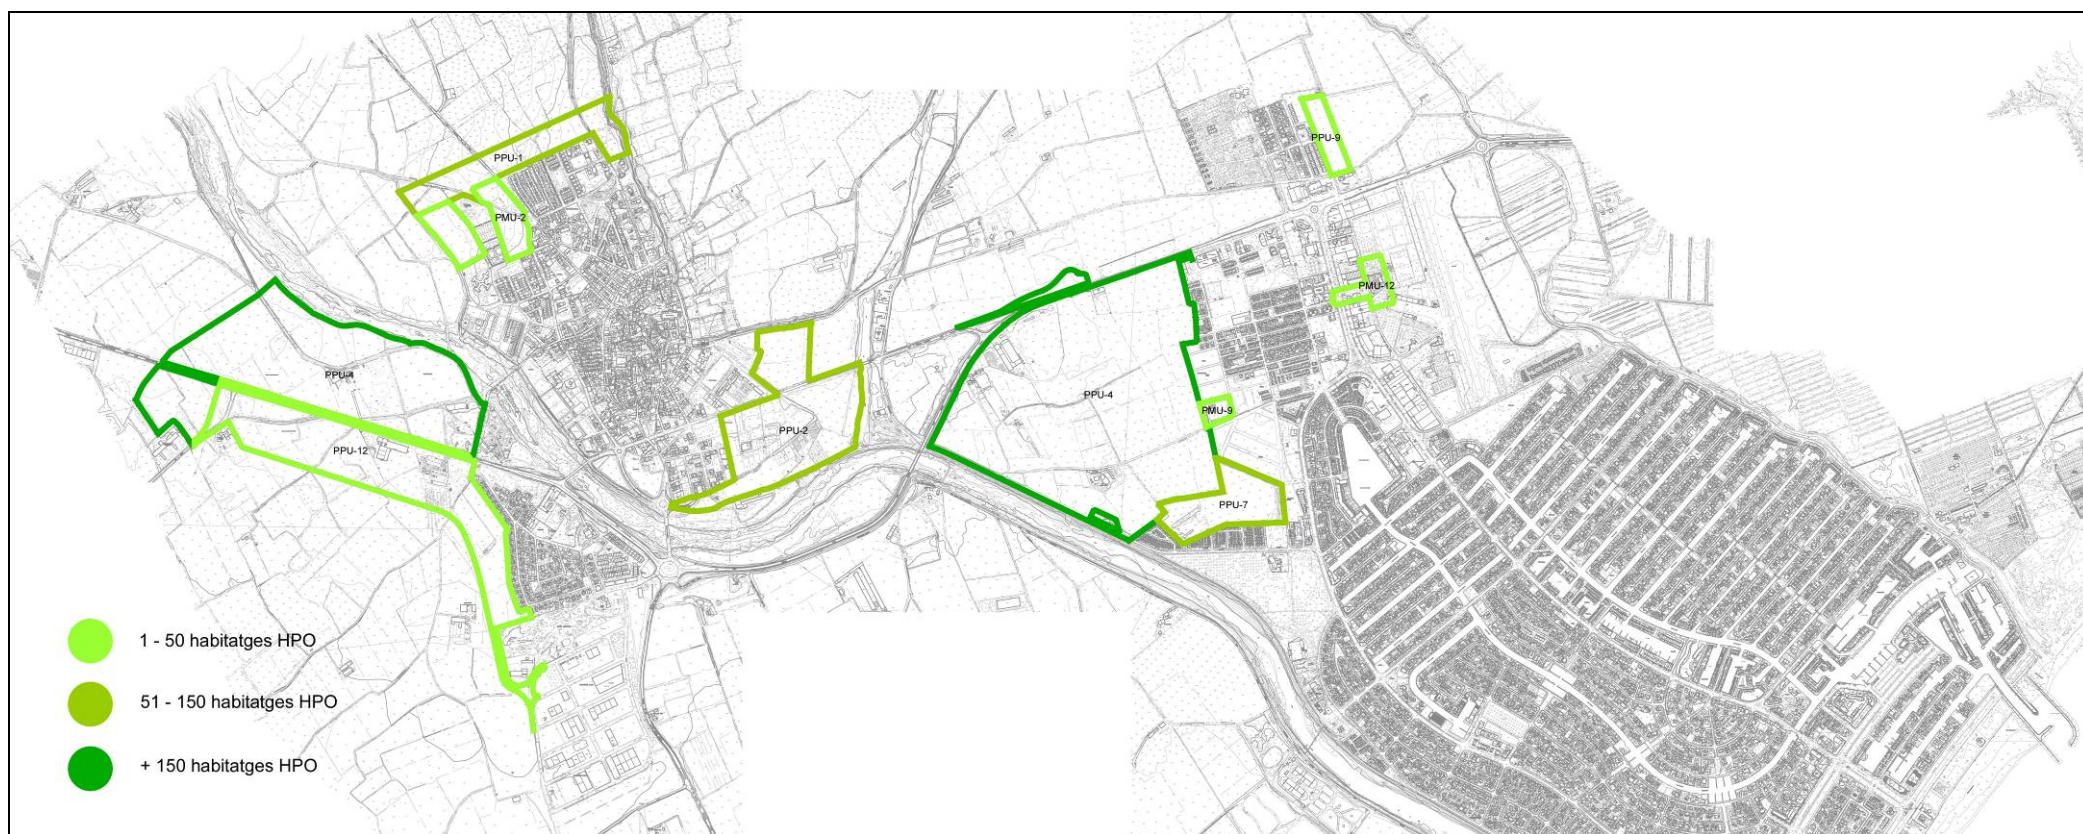 PPU-9
PPU-1
PMU-2
PMU-12
PPU-4
PPU-4
PMU-9
PPU-2
PPU-12
PPU-7
1 - 50 habitatges HPO
51 - 150 habitatges HPO
+ 150 habitatges HPO